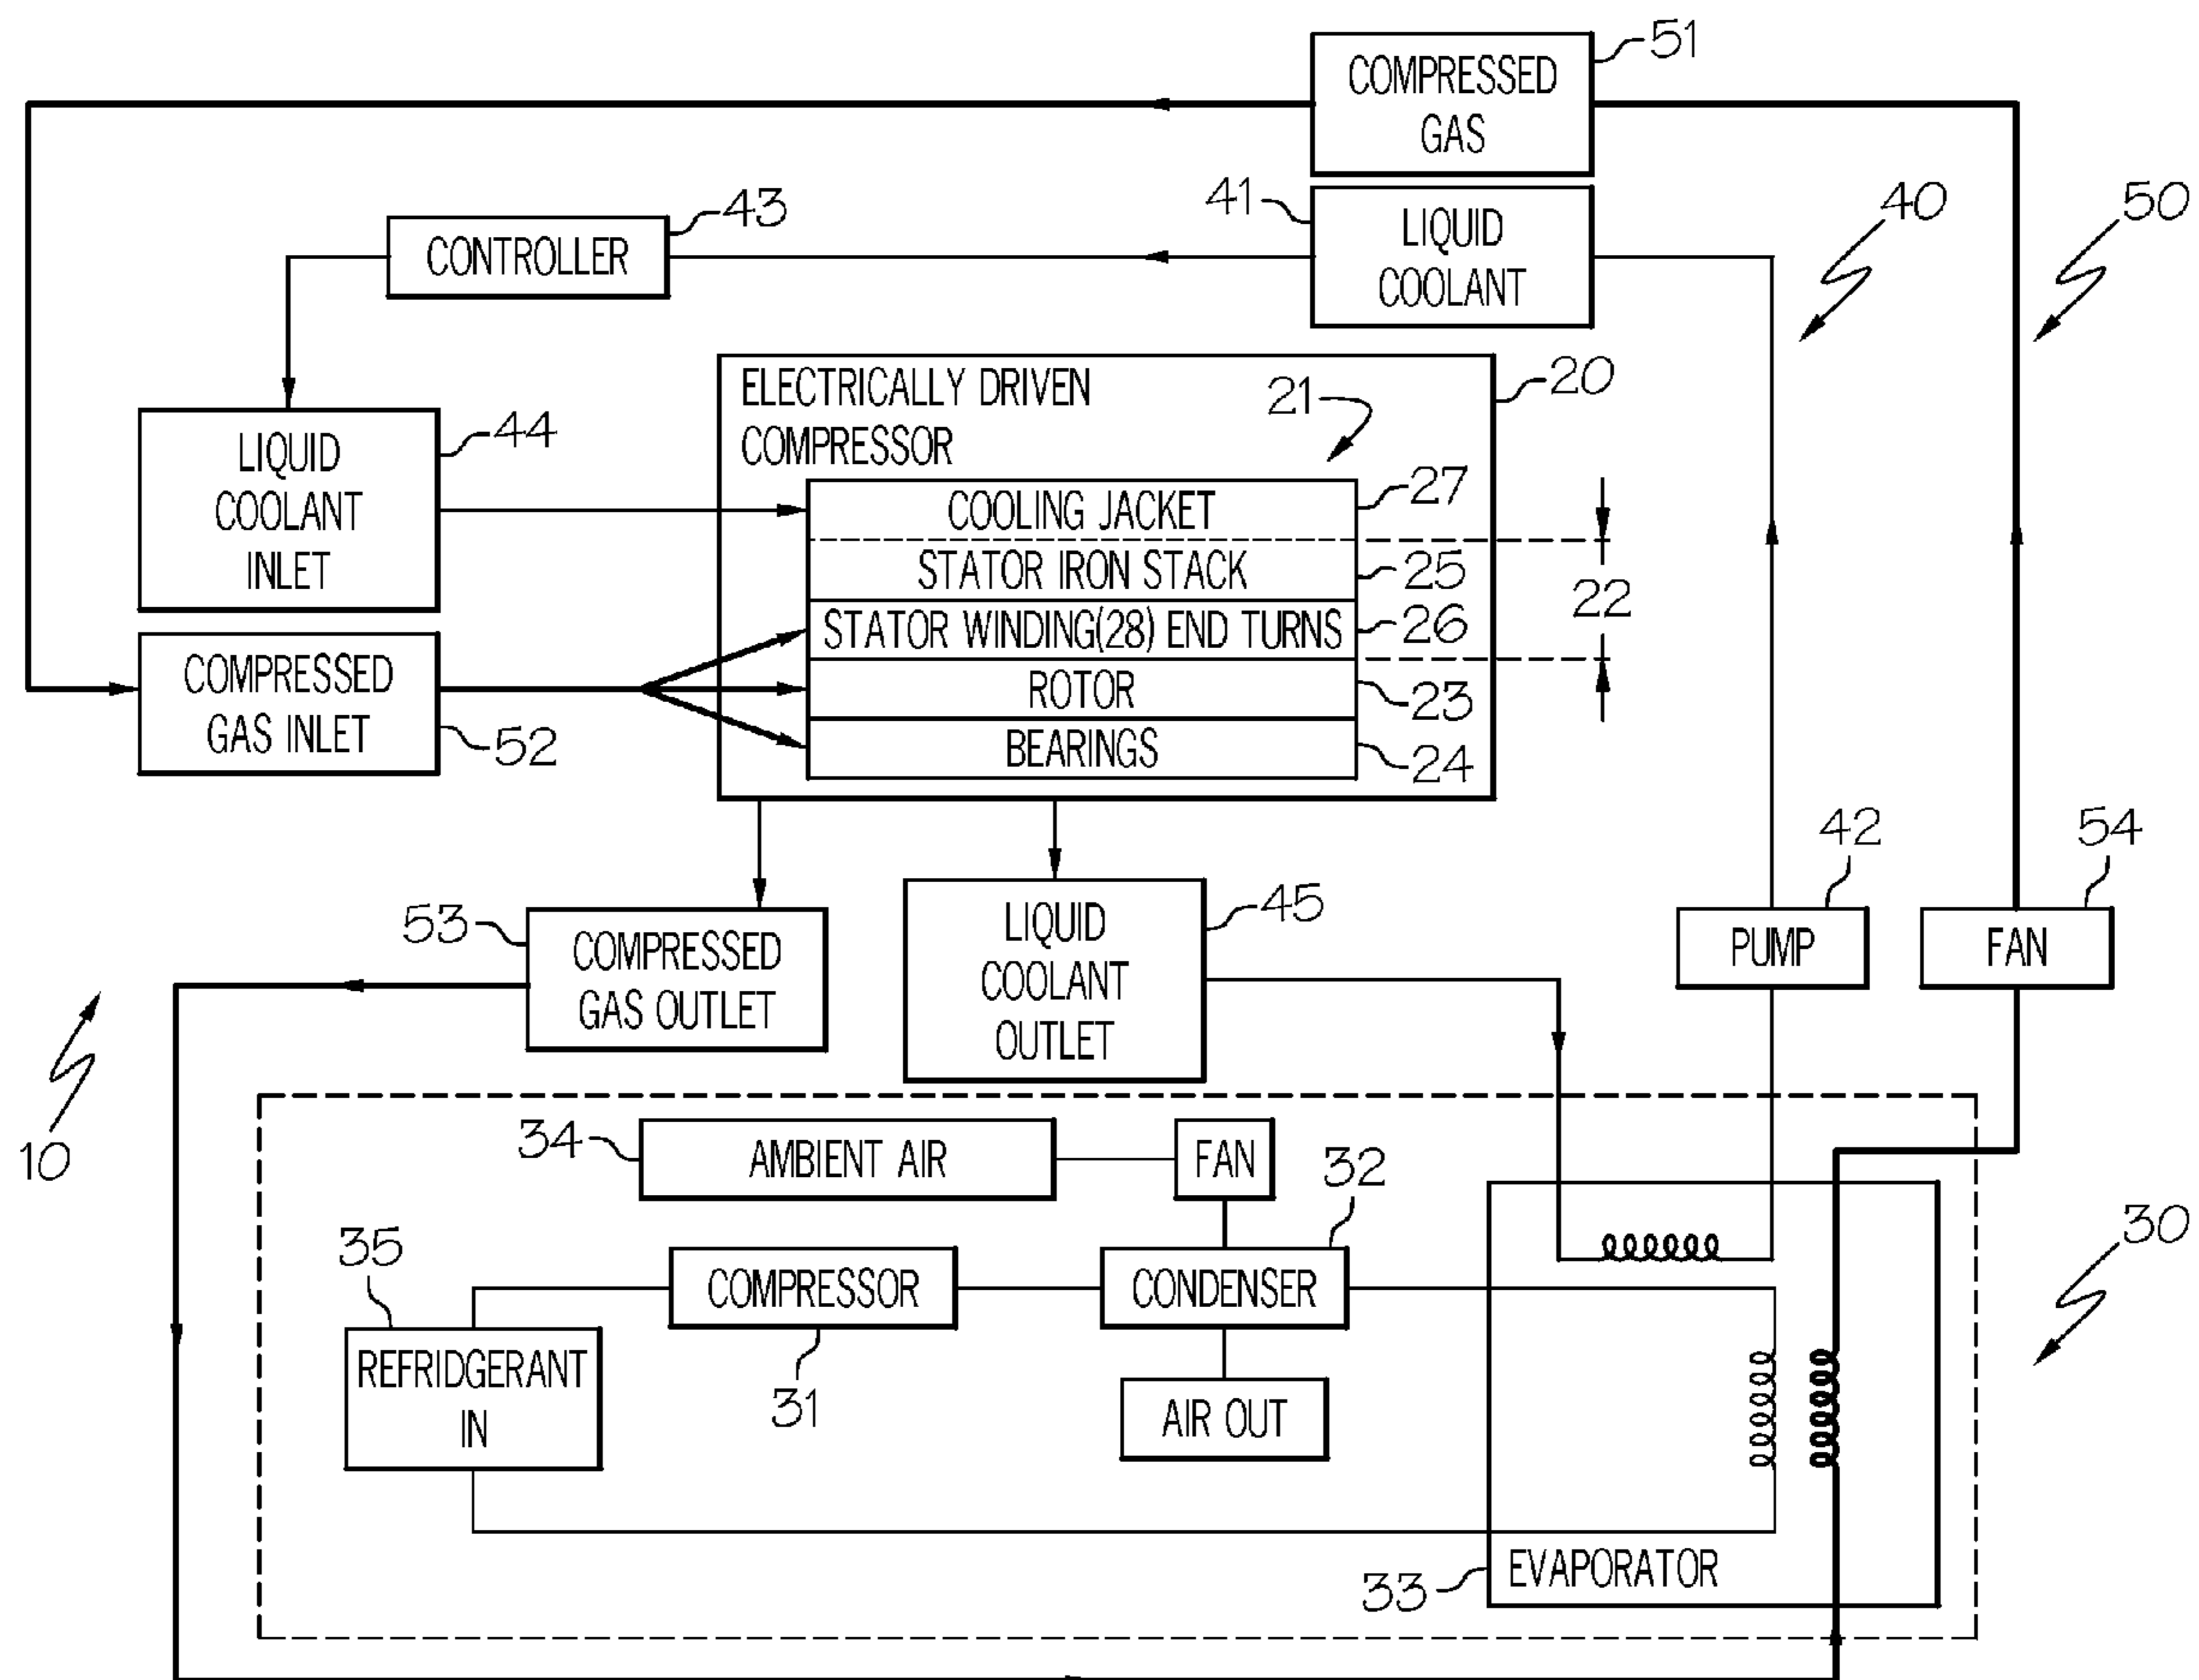 COMPRESSED
GAS
51
LIQUID
COOLANT
41
40
50
CONTROLLER
43
ELECTRICALLY DRIVEN
COMPRESSOR
21
20
LIQUID
COOLANT
INLET
44
COOLING JACKET
27
STATOR IRON STACK
25
STATOR WINDING(28) END TURNS
26
22
ROTOR
23
BEARINGS
24
COMPRESSED
GAS INLET
52
42
54
PUMP
FAN
53
COMPRESSED
GAS OUTLET
LIQUID
COOLANT
OUTLET
45
10
34
AMBIENT AIR
FAN
32
30
35
REFRIDGERANT
IN
COMPRESSOR
31
CONDENSER
AIR OUT
33
EVAPORATOR